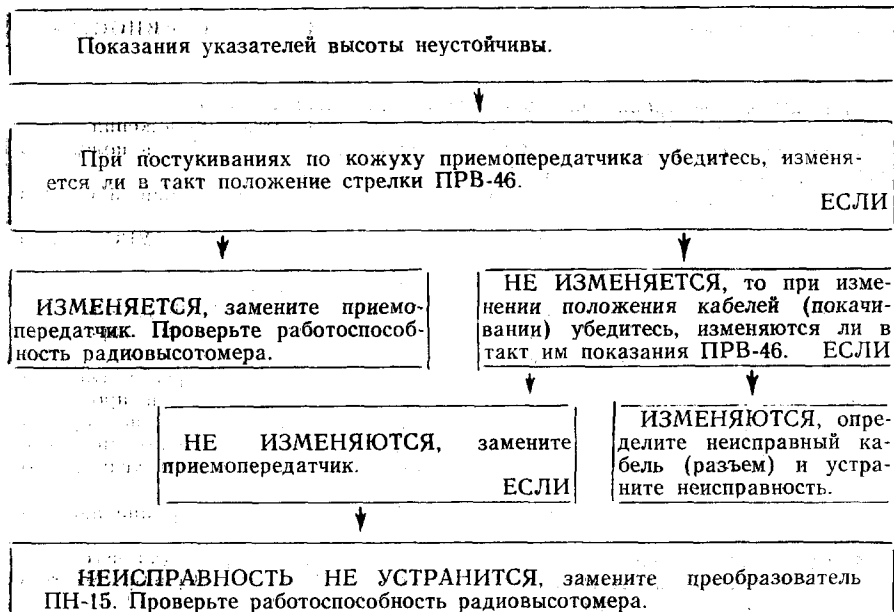 Показания указателей высоты неустойчивы.
При постукиваниях по кожуху приемопередатчика убедитесь, изменя-
ется ли в такт положение стрелки ПРВ-46.
ЕСЛИ
ИЗМЕНЯЕТСЯ, замените приемо-
передатчик. Проверьте работоспособ-
ность радиовысотомера.
НЕ ИЗМЕНЯЕТСЯ, то при изме-
нении положения кабелей (покачи-
вании) убедитесь, изменяются ли в
такт им показания ПРВ-46. ЕСЛИ
НЕ ИЗМЕНЯЮТСЯ, замените
приемопередатчик.
ЕСЛИ
ИЗМЕНЯЮТСЯ, опре-
делите неисправный ка-
бель (разъем) и устра-
ните неисправность.
НЕИСПРАВНОСТЬ НЕ УСТРАНИТСЯ, замените преобразователь
ПН-15. Проверьте работоспособность радиовысотомера.